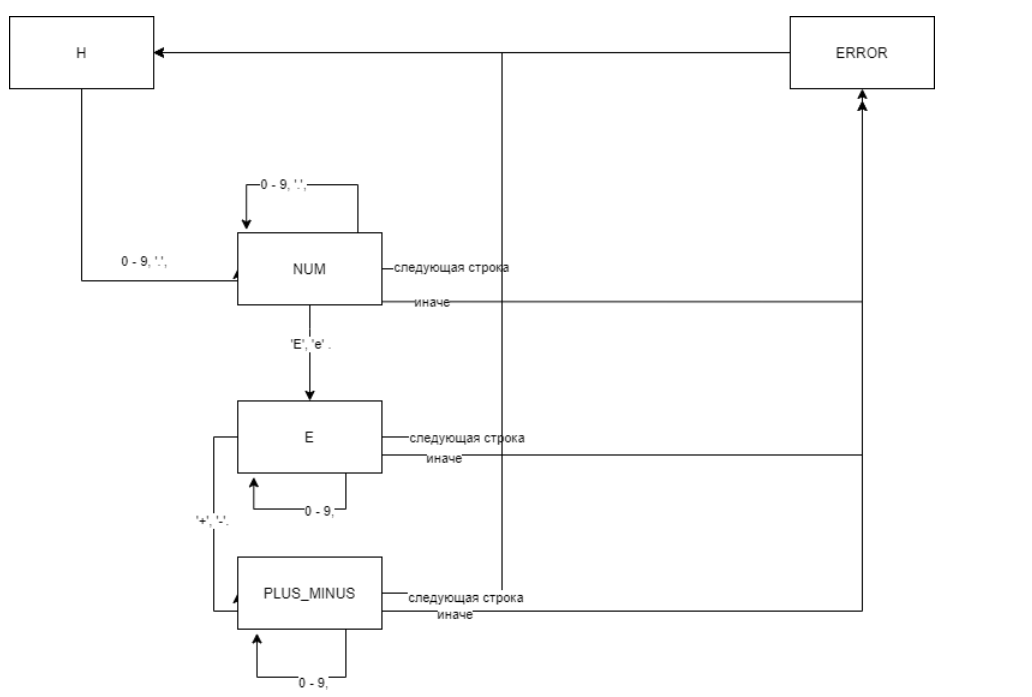 H
ERROR
0 - 9, '.',
0 - 9, '.',
NUM
следующая строка
иначе
'E', 'e' .
E
следующая строка
иначе
0 - 9,
'+', '-'.
PLUS_MINUS
следующая строка
иначе
0 - 9,